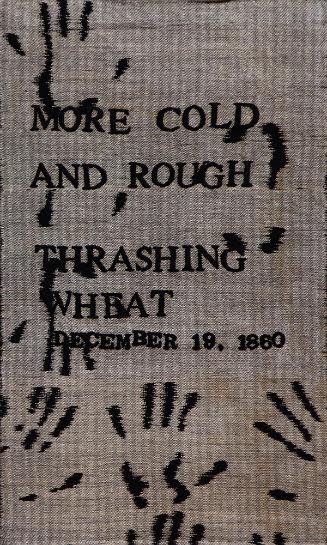 MORE COLD
AND ROUGH
THRASHING
WHEAT
DECEMBER 19, 1860